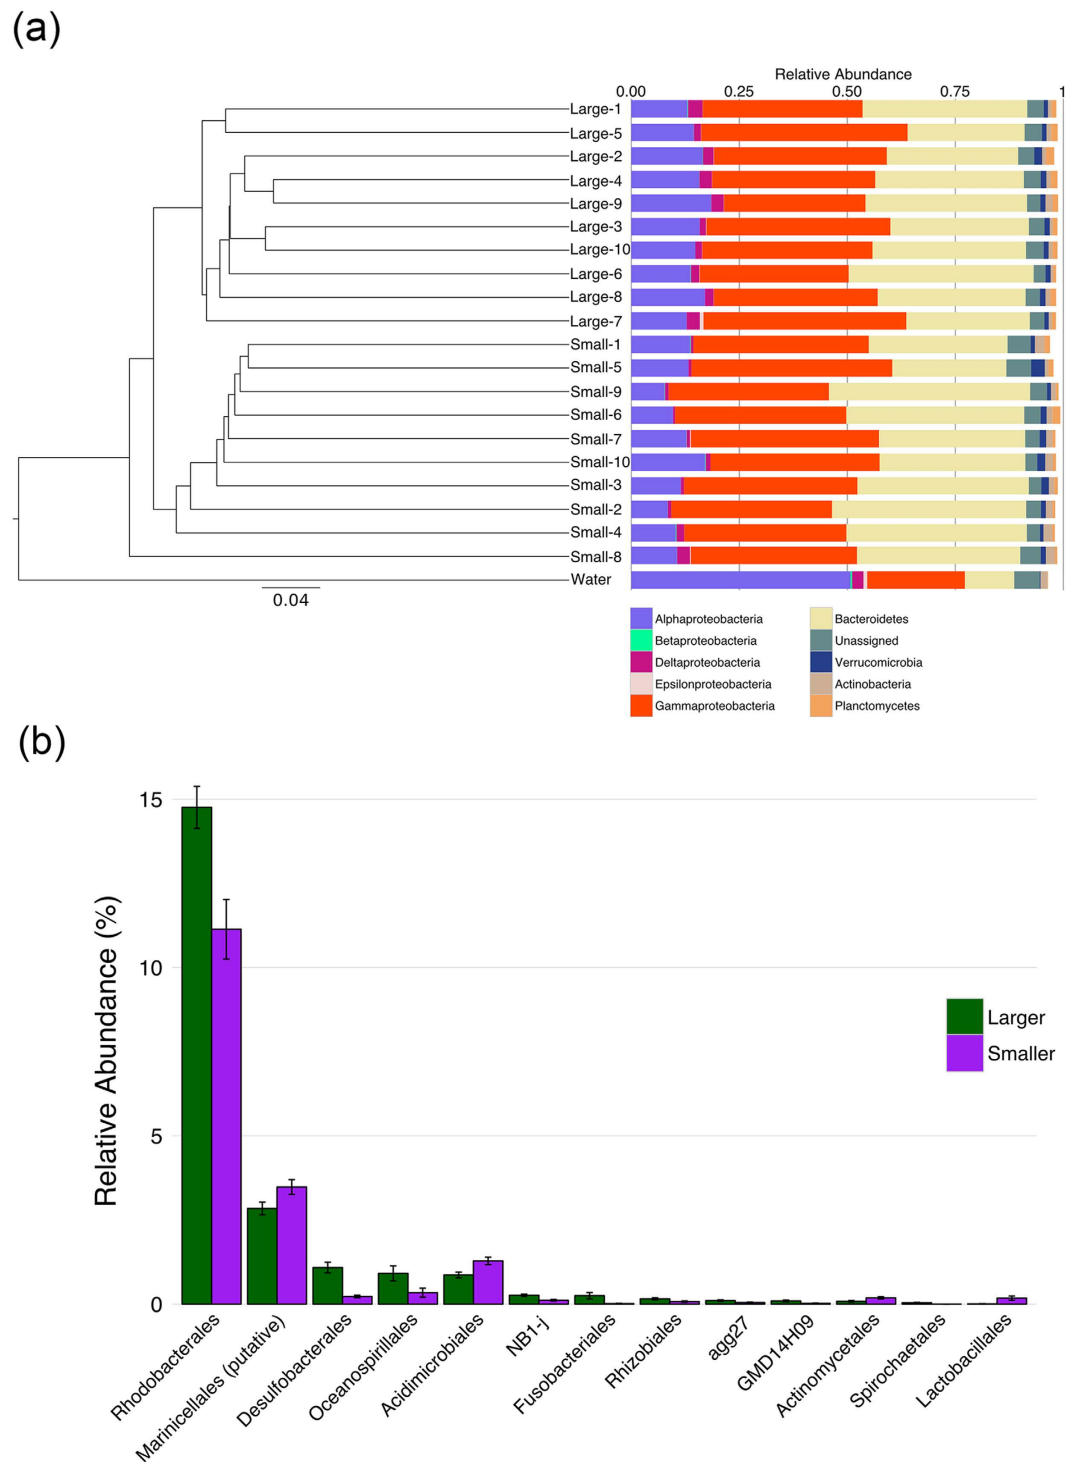 (a)
Relative Abundance
0.00 0.25 0.50 0.75 1
Large-1
Large-5
Large-2
Large-4
Large-9
Large-3
Large-10
Large-6
Large-8
Large-7
Small-1
Small-5
Small-9
Small-6
Small-7
Small-10
Small-3
Small-2
Small-4
Small-8
Water
0.04
Alphaproteobacteria
Betaproteobacteria
Deltaproteobacteria
Epsilonproteobacteria
Gammaproteobacteria
Bacteroidetes
Unassigned
Verrucomicrobia
Actinobacteria
Planctomycetes
(b)
Relative Abundance (%)
15
10
5
0
Larger
Smaller
Rhodobacterales
Marinicellales (putative)
Desulfobacterales
Oceanospirillales
Acidimicrobiales
NB1-j
Fusobacteriales
Rhizobiales
agg27
GMD14H09
Actinomycetales
Spirochaetales
Lactobacillales